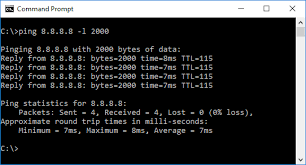 Command Prompt
C:\>ping 8.8.8.8 -l 2000
Pinging 8.8.8.8 with 2000 bytes of data:
Reply from 8.8.8.8: bytes=2000 time=8ms TTL=115
Reply from 8.8.8.8: bytes=2000 time=7ms TTL=115
Reply from 8.8.8.8: bytes=2000 time=7ms TTL=115
Reply from 8.8.8.8: bytes=2000 time=7ms TTL=115
Ping statistics for 8.8.8.8:
Packets: Sent = 4, Received = 4, Lost = 0 (0% loss),
Approximate round trip times in milli-seconds:
Minimum = 7ms, Maximum = 8ms, Average = 7ms
C:\>